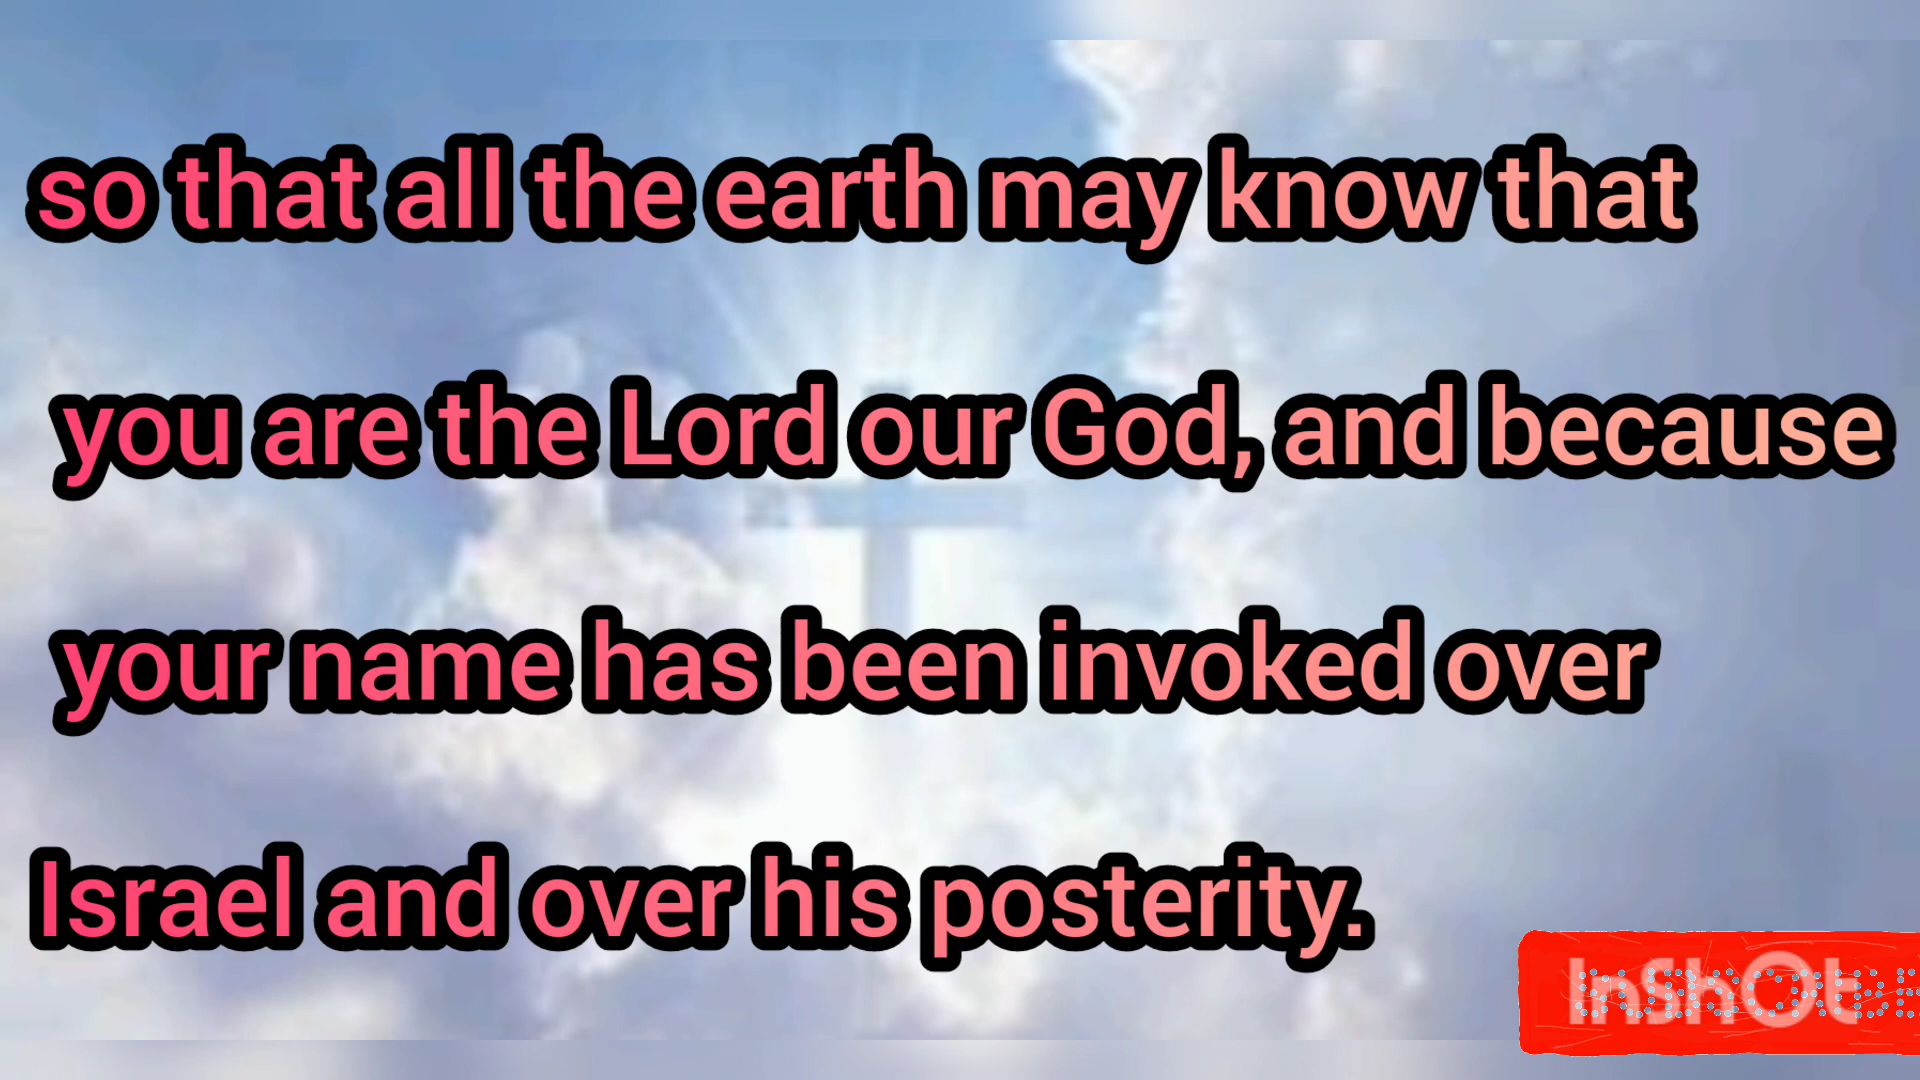 so that all the earth may know that
you are the Lord our God, and because
your name has been invoked over
Israel and over his posterity.
InShOt